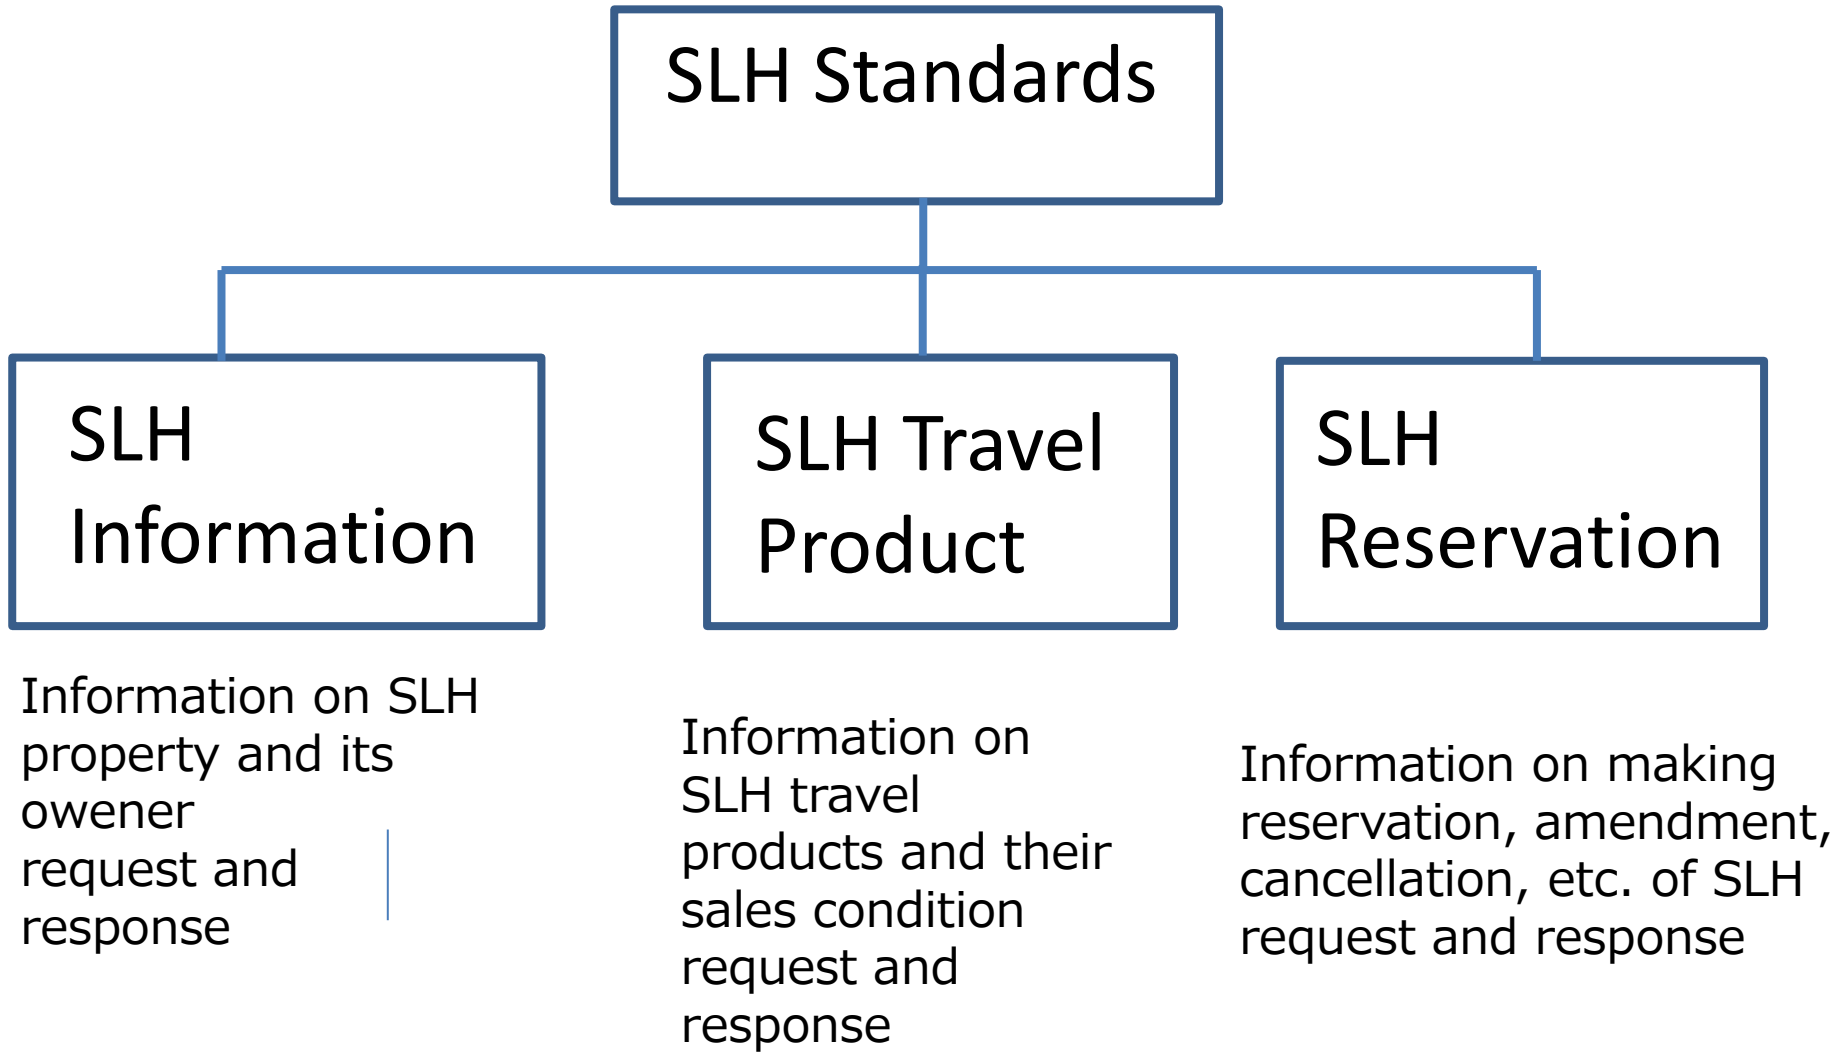 SLH Standards
SLH
Information
SLH Travel
Product
SLH
Reservation
Information on SLH
property and its
owener
request and
response
Information on
SLH travel
products and their
sales condition
request and
response
Information on making
reservation, amendment,
cancellation, etc. of SLH
request and response